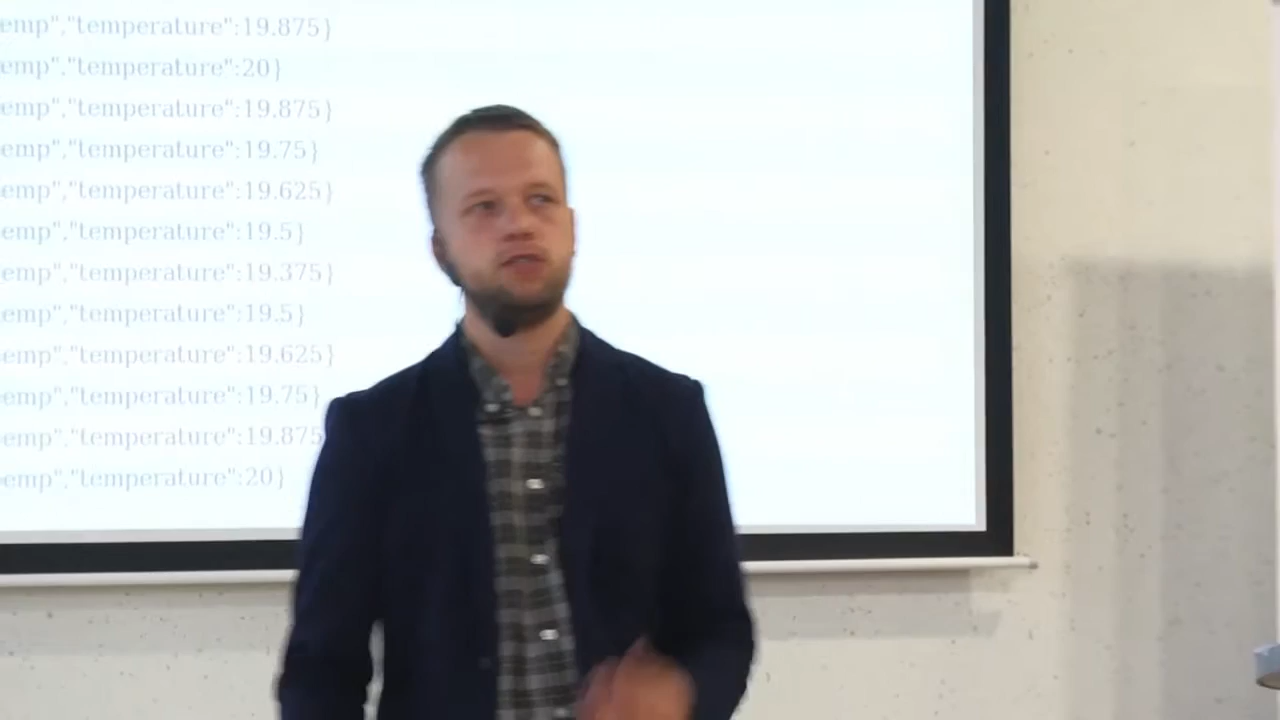 emp","temperature":19.875}
emp","temperature":20}
emp","temperature":19.875}
emp","temperature":19.75}
emp","temperature":19.625}
emp","temperature":19.5}
emp","temperature":19.375}
emp","temperature":19.5}
emp","temperature":19.625}
emp","temperature":19.75}
emp","temperature":19.875
emp","temperature":20}